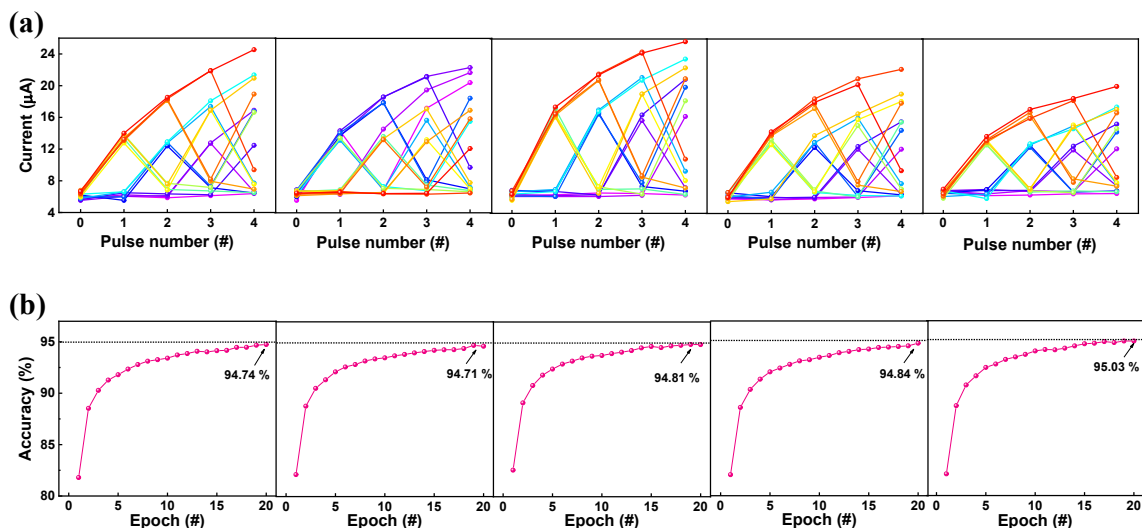 (a)
24
20
16
12
8
4
Current (µA)
0 1 2 3 4 0 1 2 3 4 0 1 2 3 4 0 1 2 3 4 0 1 2 3 4
Pulse number (#) Pulse number (#) Pulse number (#) Pulse number (#) Pulse number (#)
(b)
95
90
85
80
Accuracy (%)
94.74 % 94.71 % 94.81 % 94.84 % 95.03 %
0 5 10 15 20 0 5 10 15 20 0 5 10 15 20 0 5 10 15 20 0 5 10 15 20
Epoch (#) Epoch (#) Epoch (#) Epoch (#) Epoch (#)